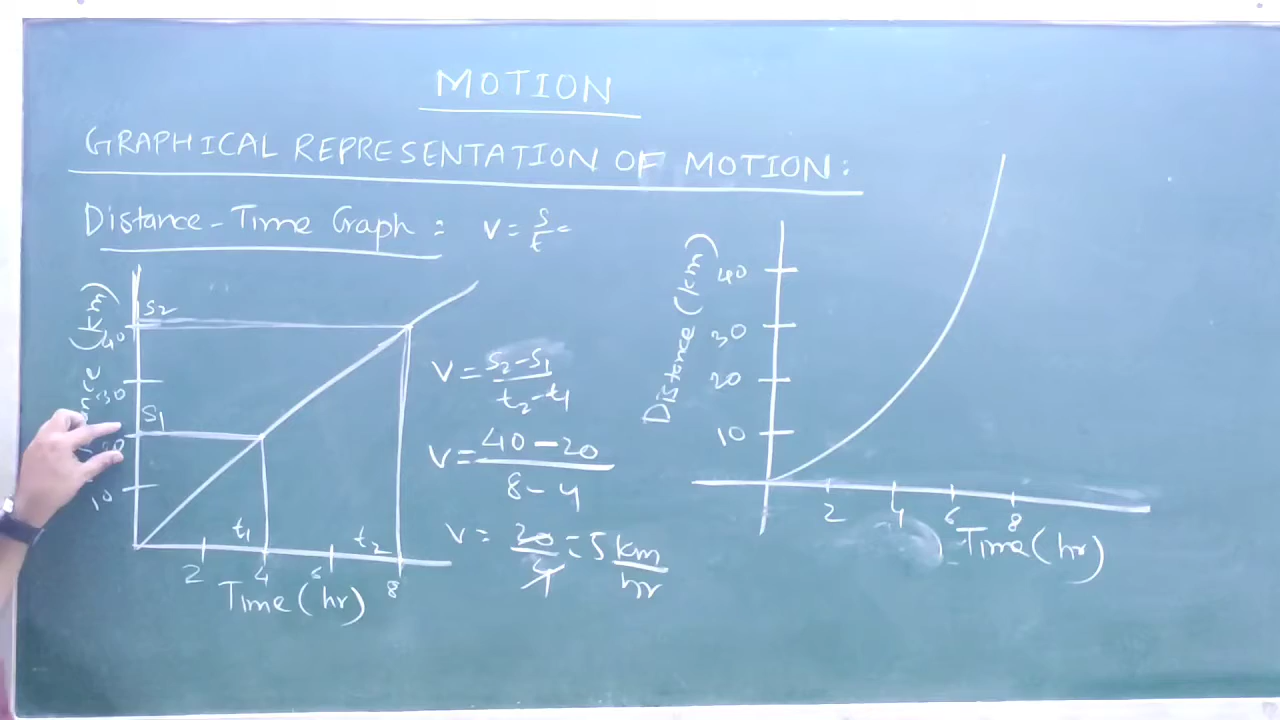 MOTION
GRAPHICAL REPRESENTATION OF MOTION:
Distance-Time Graph: V = S/t =
(km)
S2
40
30
S1
10
t1 t2
2 4 6 8
Time (hr)
V = S2-S1/t2-t1
V = 40-20/8-4
V = 20/4 = 5 km/hr
Distance (km)
40
30
20
10
2 4 6 8
Time (hr)